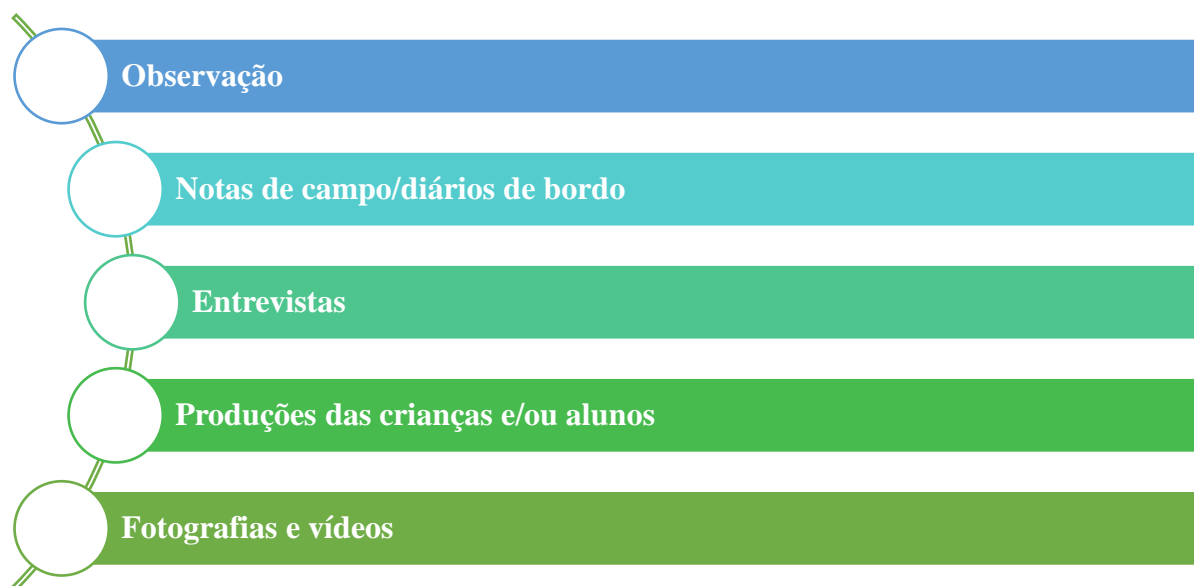 Observação
Notas de campo/diários de bordo
Entrevistas
Produções das crianças e/ou alunos
Fotografias e vídeos